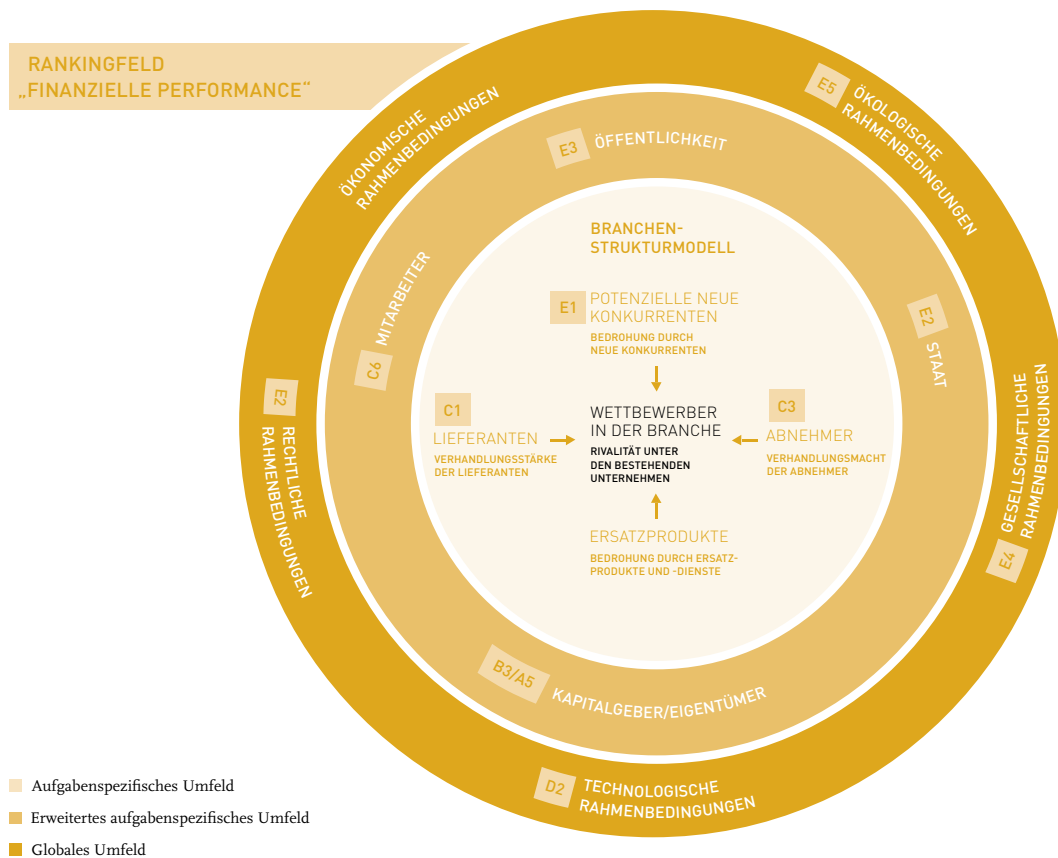 RANKINGFELD
„FINANZIELLE PERFORMANCE“
ÖKONOMISCHE
RAHMENBEDINGUNGEN
E5
ÖKOLOGISCHE
RAHMENBEDINGUNGEN
E3
ÖFFENTLICHKEIT
BRANCHEN-
STRUKTURMODELL
E1
POTENZIELLE NEUE
KONKURRENTEN
BEDROHUNG DURCH
NEUE KONKURRENTEN
C6
MITARBEITER
E2
STAAT
E2
RECHTLICHE
RAHMENBEDINGUNGEN
C1
LIEFERANTEN
VERHANDLUNGSSTÄRKE
DER LIEFERANTEN
WETTBEWERBER
IN DER BRANCHE
RIVALITÄT UNTER
DEN BESTEHENDEN
UNTERNEHMEN
C3
ABNEHMER
VERHANDLUNGSMACHT
DER ABNEHMER
E4
GESELLSCHAFTLICHE
RAHMENBEDINGUNGEN
ERSATZPRODUKTE
BEDROHUNG DURCH ERSATZ-
PRODUKTE UND -DIENSTE
B3/A5
KAPITALGEBER/EIGENTÜMER
D2
TECHNOLOGISCHE
RAHMENBEDINGUNGEN
Aufgabenspezifisches Umfeld
Erweitertes aufgabenspezifisches Umfeld
Globales Umfeld